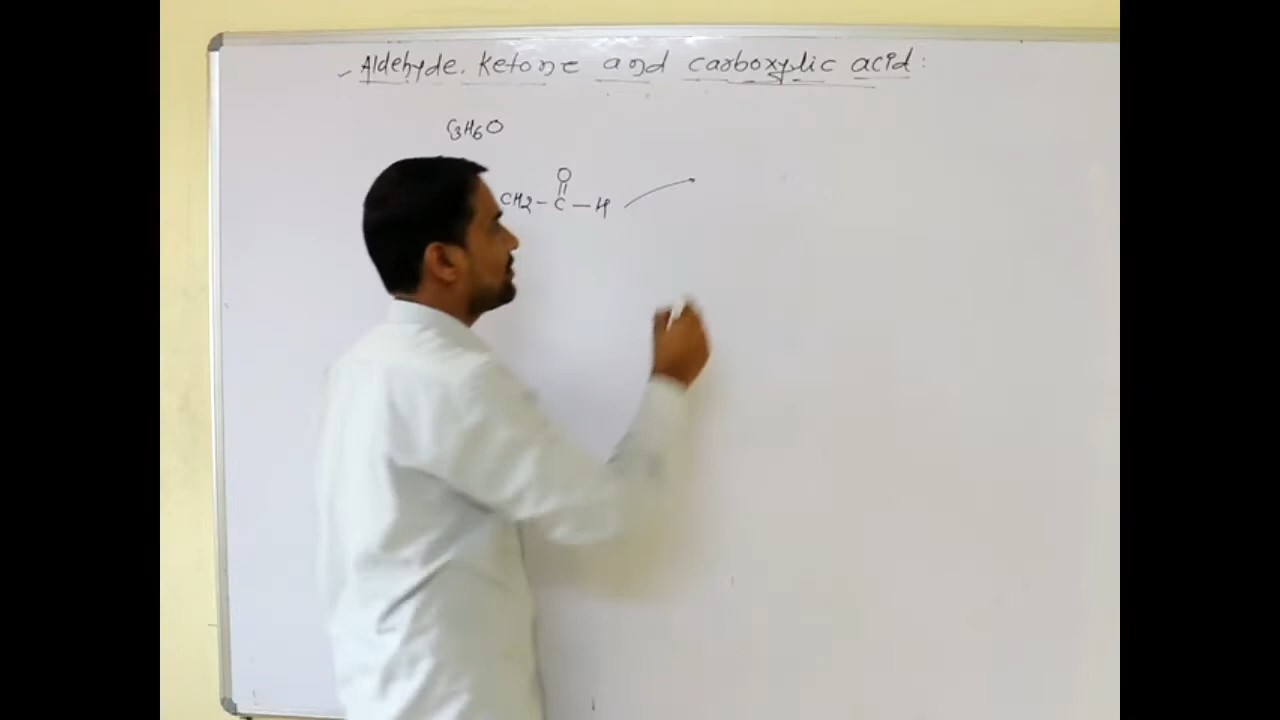 Aldehyde, Ketone and carboxylic acid:
C3H6O
O
CH2 - C - H